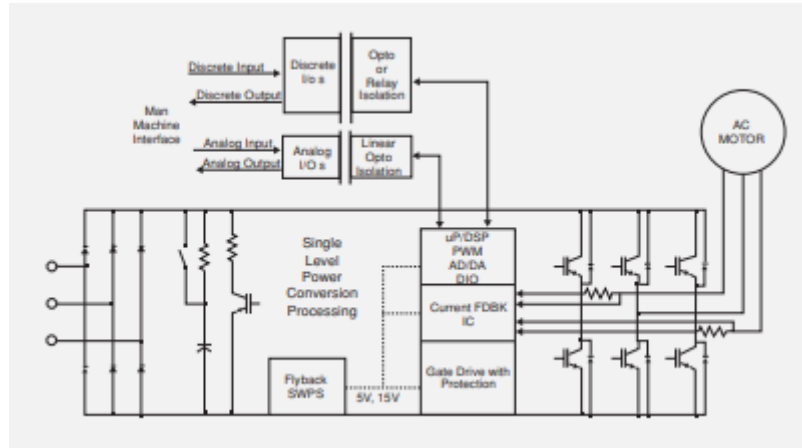 Discrete Input
Discrete Output
Discrete
I/o s
Opto
or
Relay
Isolation
Man
Machine
Interface
Analog Input
Analog Output
Analog
I/O s
Linear
Opto
Isolation
AC
MOTOR
Single
Level
Power
Conversion
Processing
uP/DSP
PWM
AD/DA
DIO
Current FDBK
IC
Gate Drive with
Protection
Flyback
SWPS
5V, 15V